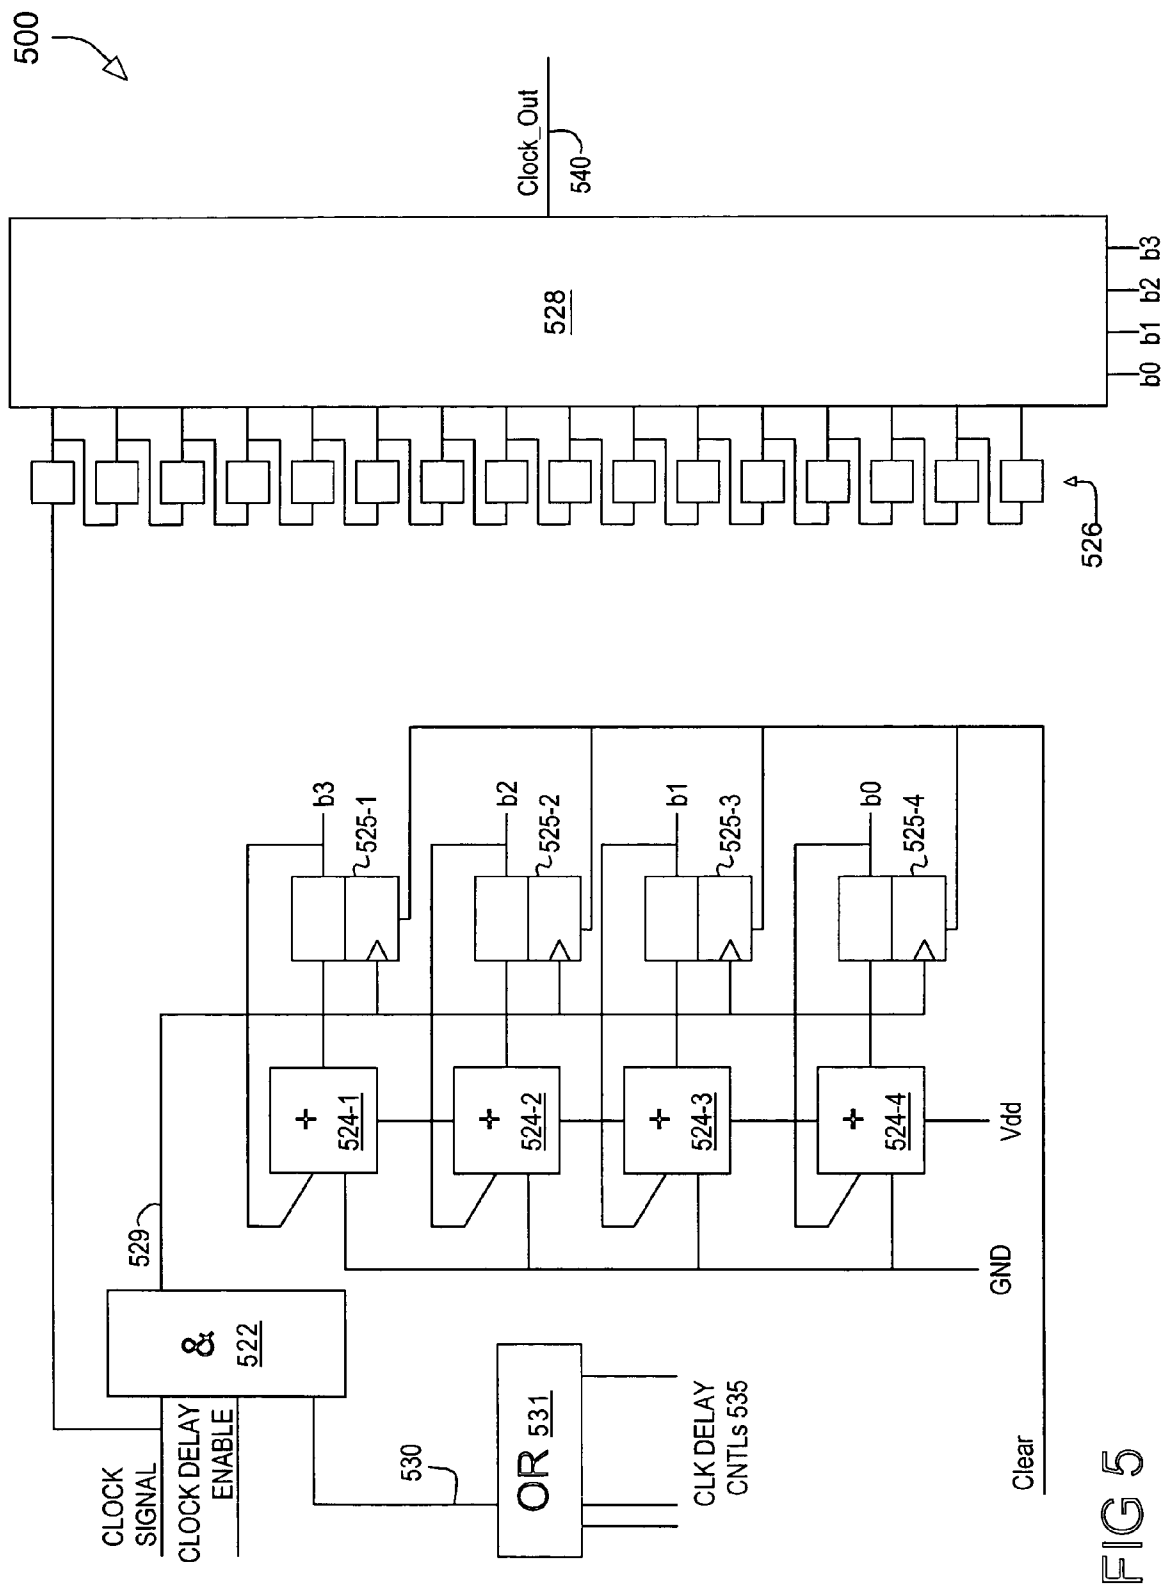 500
CLOCK
SIGNAL
CLOCK DELAY
ENABLE
&
522
529
530
OR 531
CLK DELAY
CNTLs 535
GND
Vdd
Clear
+
524-1
+
524-2
+
524-3
+
524-4
b3
525-1
b2
525-2
b1
525-3
b0
525-4
526
528
b0 b1 b2 b3
Clock_Out
540
FIG 5